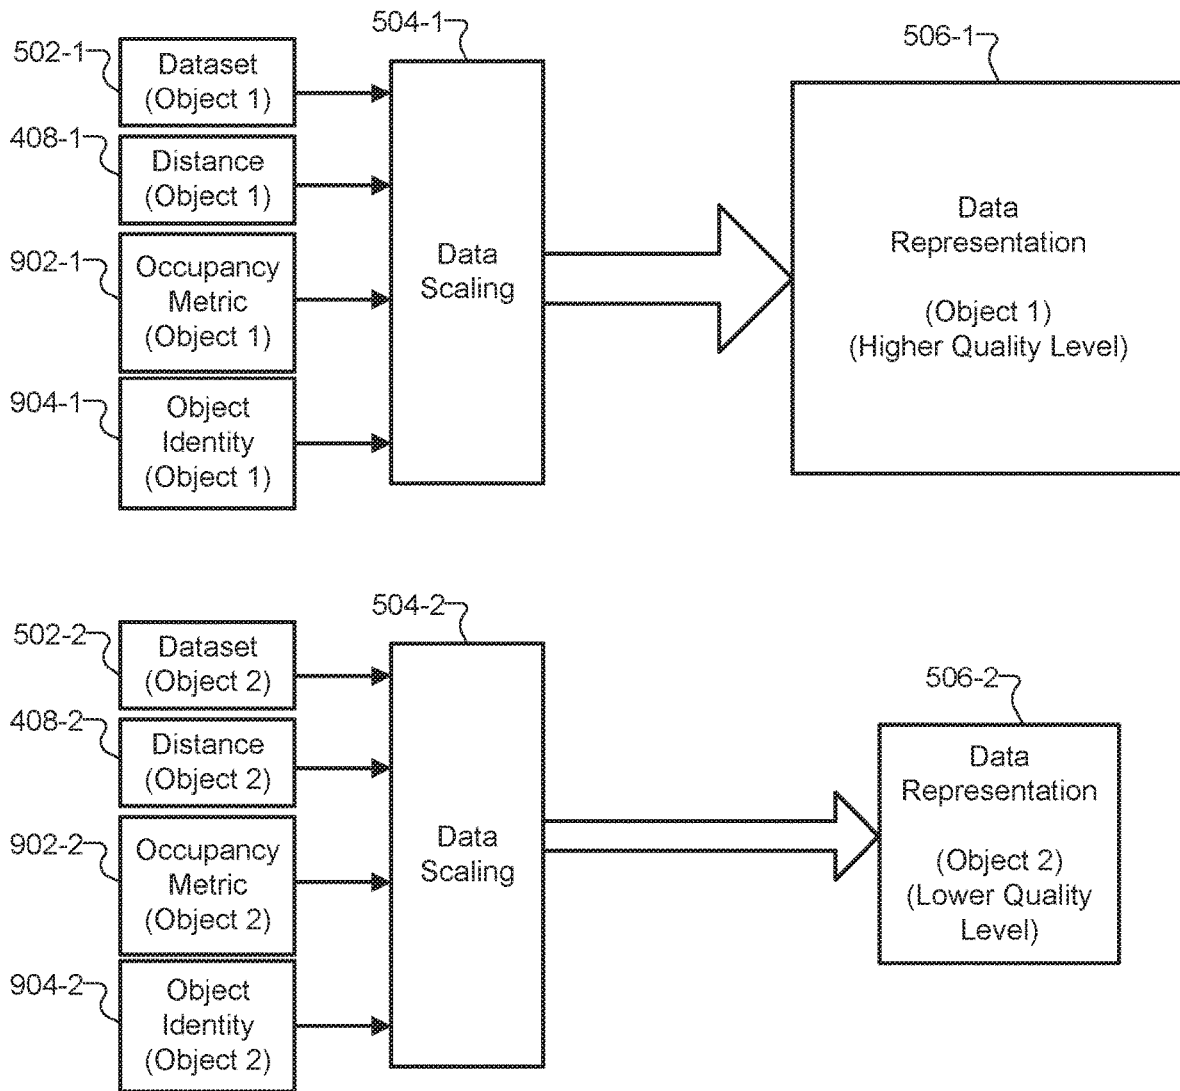 504-1
506-1
502-1
Dataset
(Object 1)
408-1
Distance
(Object 1)
902-1
Occupancy
Metric
(Object 1)
904-1
Object
Identity
(Object 1)
Data
Scaling
Data
Representation
(Object 1)
(Higher Quality Level)
504-2
506-2
502-2
Dataset
(Object 2)
408-2
Distance
(Object 2)
902-2
Occupancy
Metric
(Object 2)
904-2
Object
Identity
(Object 2)
Data
Scaling
Data
Representation
(Object 2)
(Lower Quality
Level)